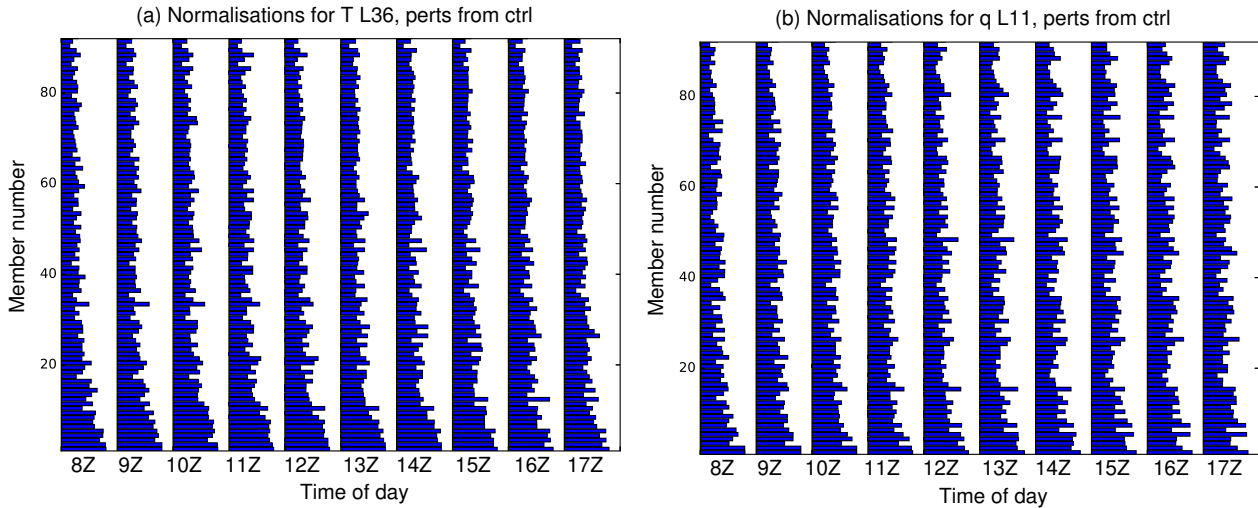 (a) Normalisations for T L36, perts from ctrl
80
60
40
20
Member number
8Z 9Z 10Z 11Z 12Z 13Z 14Z 15Z 16Z 17Z
Time of day
(b) Normalisations for q L11, perts from ctrl
80
60
40
20
Member number
8Z 9Z 10Z 11Z 12Z 13Z 14Z 15Z 16Z 17Z
Time of day